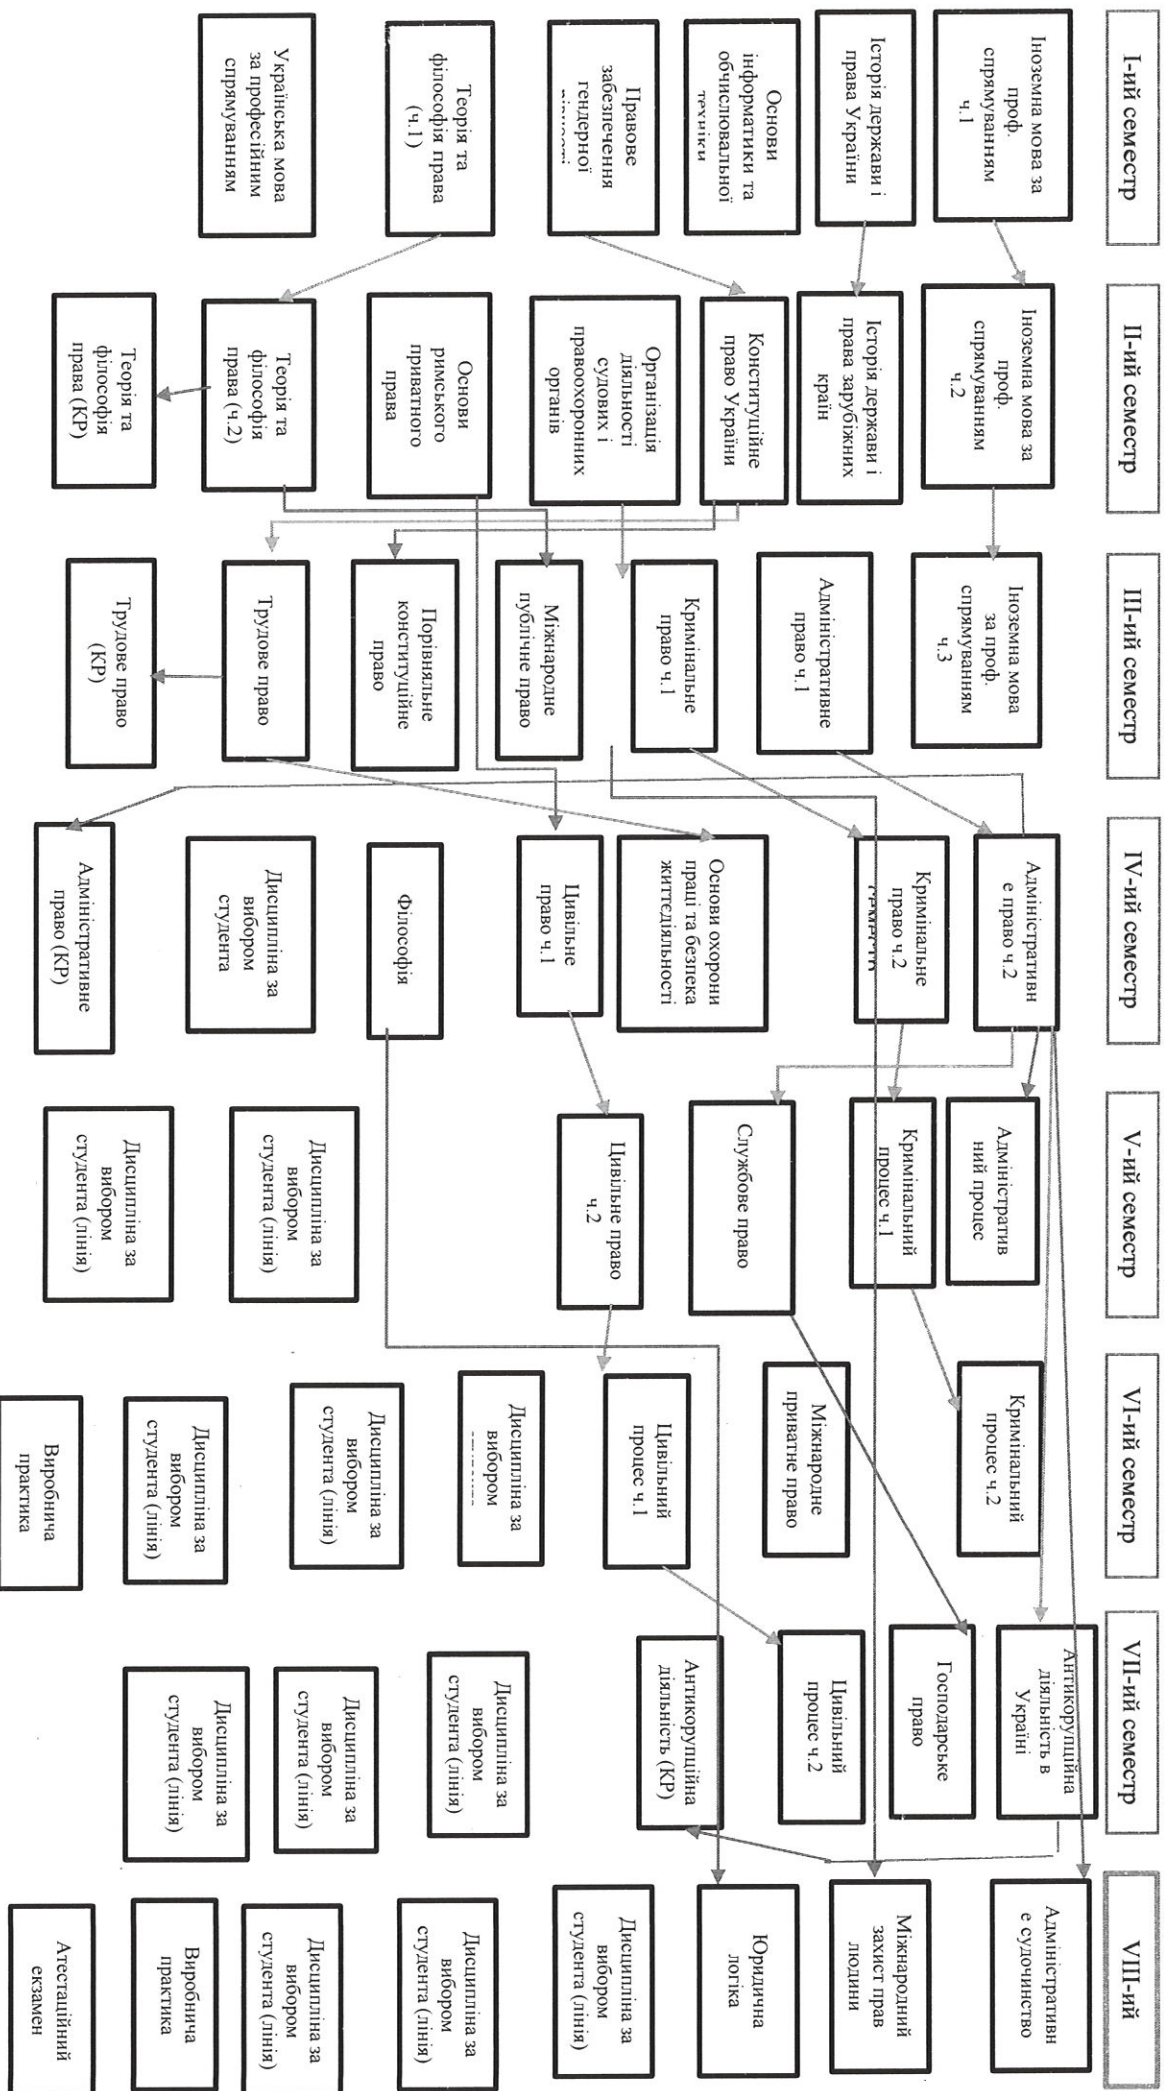 І-ий семестр
Іноземна мова за
проф.
спрямуванням
ч.1
Історія держави і
права України
Основи
інформатики та
обчислювальної
техніки
Правове
забезпечення
гендерної
рівності
Теорія та
філософія права
(ч.1)
Українська мова
за професійним
спрямуванням
ІІ-ий семестр
Іноземна мова за
проф.
спрямуванням
ч.2
Історія держави і
права зарубіжних
країн
Конституційне
право України
Організація
діяльності
судових і
правоохоронних
органів
Основи
римського
приватного
права
Теорія та
філософія
права (ч.2)
Теорія та
філософія
права (КР)
ІІІ-ий семестр
Іноземна мова
за проф.
спрямуванням
ч.3
Адміністративне
право ч.1
Кримінальне
право ч.1
Міжнародне
публічне право
Порівняльне
конституційне
право
Трудове право
Трудове право
(КР)
IV-ий семестр
Адміністративн
е право ч.2
Кримінальне
право ч.2
семестр
Основи охорони
праці та безпека
життєдіяльності
Цивільне
право ч.1
Філософія
Дисципліна за
вибором
студента
Адміністративне
право (КР)
V-ий семестр
Адміністратив
ний процес
Кримінальний
процес ч.1
Службове право
Цивільне право
ч.2
Дисципліна за
вибором
студента (лінія)
Дисципліна за
вибором
студента (лінія)
VI-ий семестр
Кримінальний
процес ч.2
Міжнародне
приватне право
Цивільний
процес ч.1
Дисципліна за
вибором
Дисципліна за
вибором
студента (лінія)
Дисципліна за
вибором
студента (лінія)
Виробнича
практика
VII-ий семестр
Антикорупційна
діяльність в
Україні
Господарське
право
Цивільний
процес ч.2
Антикорупційна
діяльність (КР)
Дисципліна за
вибором
студента (лінія)
Дисципліна за
вибором
студента (лінія)
Дисципліна за
вибором
студента (лінія)
VIII-ий
Адміністративн
е судочинство
Міжнародний
захист прав
людини
Юридична
логіка
Дисципліна за
вибором
студента (лінія)
Дисципліна за
вибором
студента (лінія)
Дисципліна за
вибором
студента (лінія)
Виробнича
практика
Атестаційний
екзамен